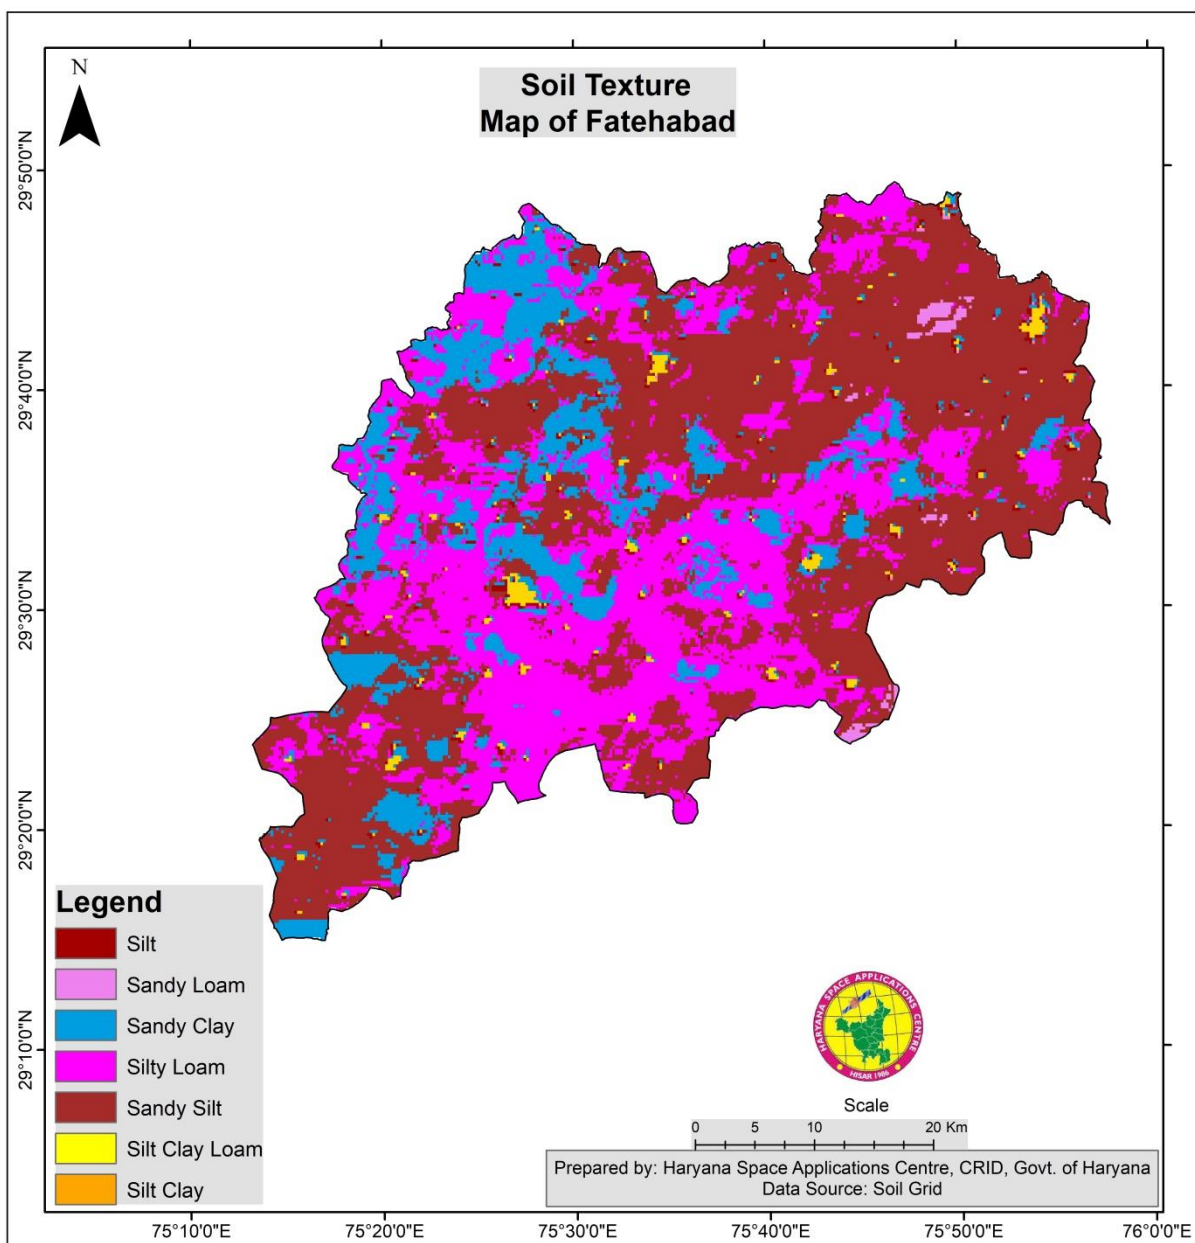 N
Soil Texture
Map of Fatehabad
29°50'0"N
29°40'0"N
29°30'0"N
29°20'0"N
29°10'0"N
Legend
Silt
Sandy Loam
Sandy Clay
Silty Loam
Sandy Silt
Silt Clay Loam
Silt Clay
HARYANA SPACE APPLICATIONS CENTRE
HISAR 1986
Scale
0 5 10 20 Km
Prepared by: Haryana Space Applications Centre, CRID, Govt. of Haryana
Data Source: Soil Grid
75°10'0"E 75°20'0"E 75°30'0"E 75°40'0"E 75°50'0"E 76°0'0"E